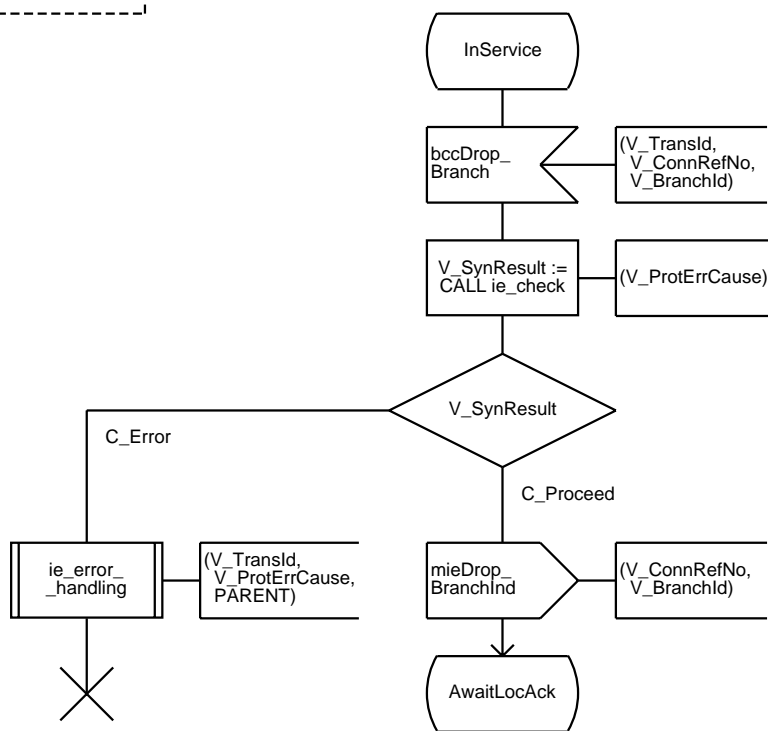 InService
bccDrop_
Branch
(V_TransId,
V_ConnRefNo,
V_BranchId)
V_SynResult :=
CALL ie_check
(V_ProtErrCause)
V_SynResult
C_Error
C_Proceed
ie_error_
_handling
(V_TransId,
V_ProtErrCause,
PARENT)
mieDrop_
BranchInd
(V_ConnRefNo,
V_BranchId)
AwaitLocAck